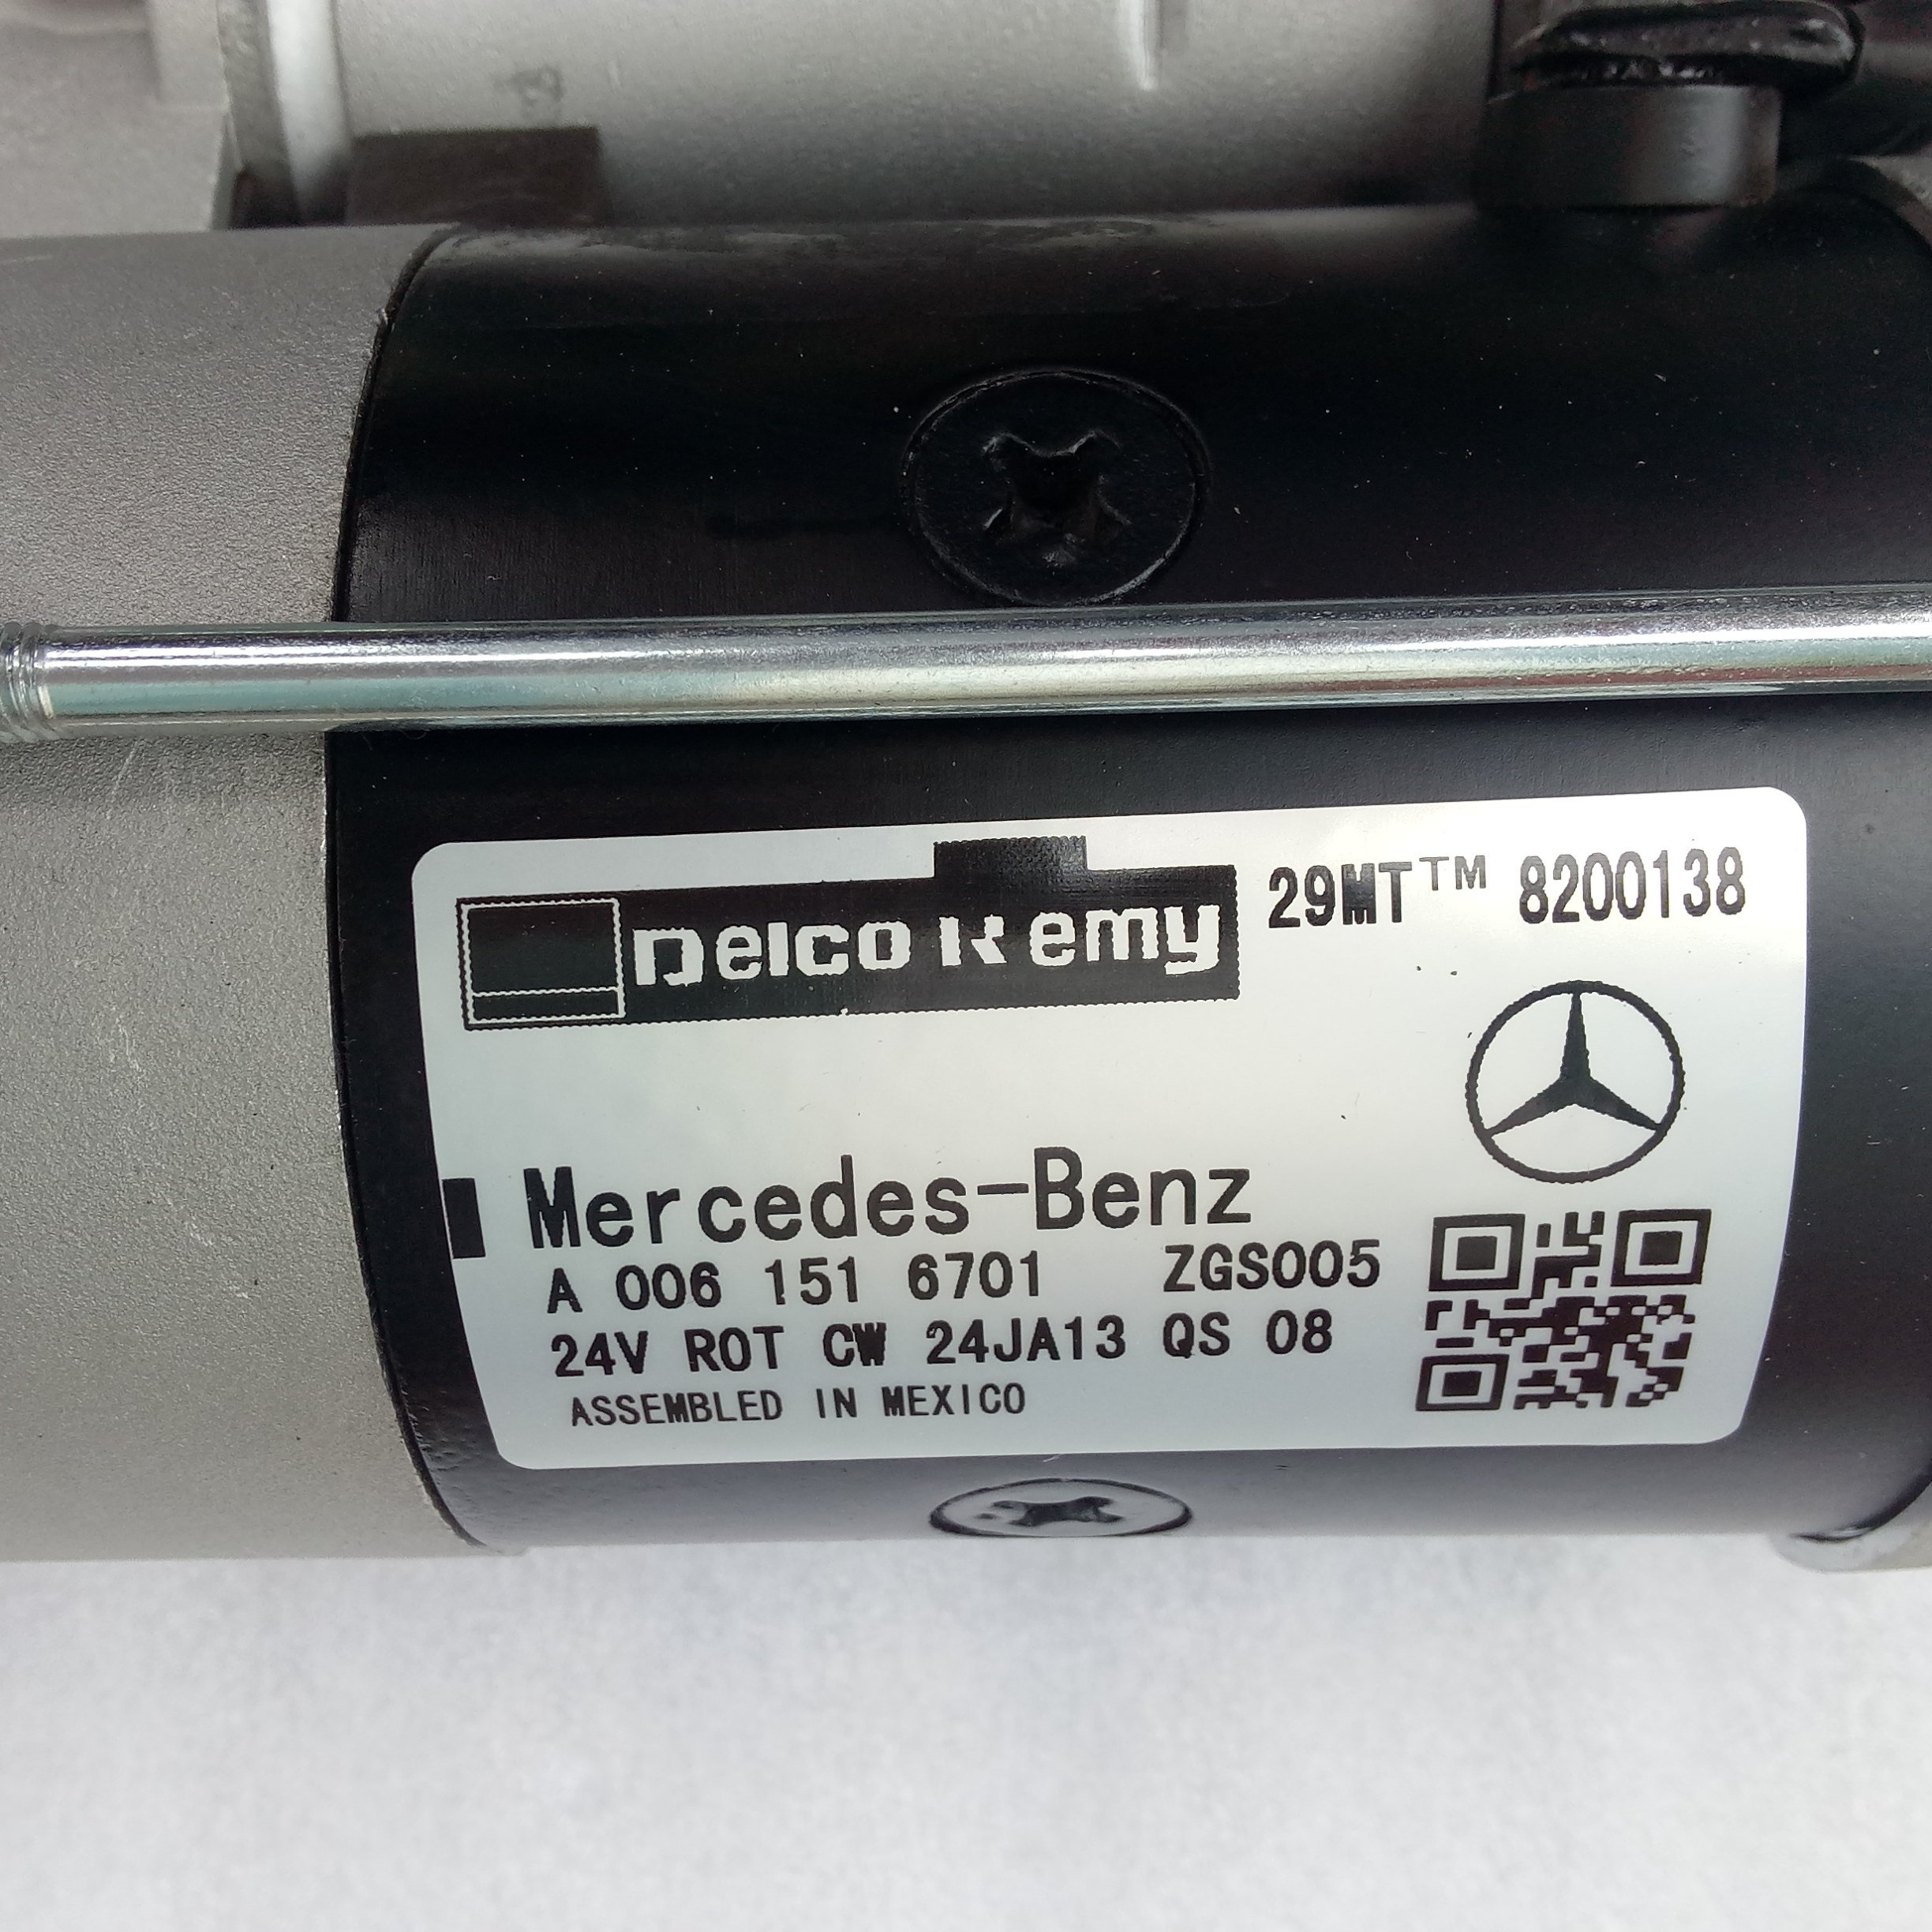 Delco Remy 29MT™ 8200138
Mercedes-Benz
A 006 151 6701 ZGS005
24V ROT CW 24JA13 QS 08
ASSEMBLED IN MEXICO